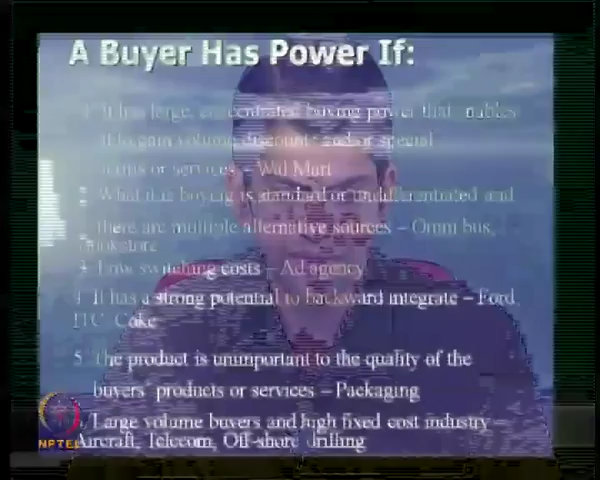 A Buyer Has Power If:
1. It has large, concentrated buying power that enables
it to gain volume discounts and/or special
terms or services – Wal Mart
2. What it is buying is standard or undifferentiated and
there are multiple alternative sources – Omni bus,
Bookstore
3. Low switching costs – Ad agency
4. It has a strong potential to backward integrate – Ford,
ITC, Coke
5. The product is unimportant to the quality of the
buyers' products or services – Packaging
Large volume buyers and high fixed cost industry –
Aircraft, Telecom, Off-shore drilling
NPTEL